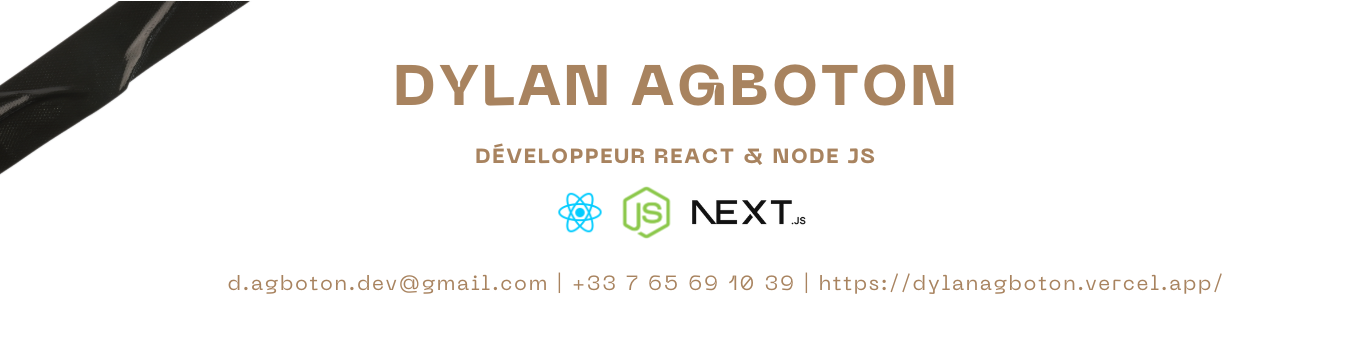 DYLAN AGBOTON
DÉVELOPPEUR REACT & NODE JS
JS NEXT.JS
d.agboton.dev@gmail.com | +33 7 65 69 10 39 | https://dylanagboton.vercel.app/